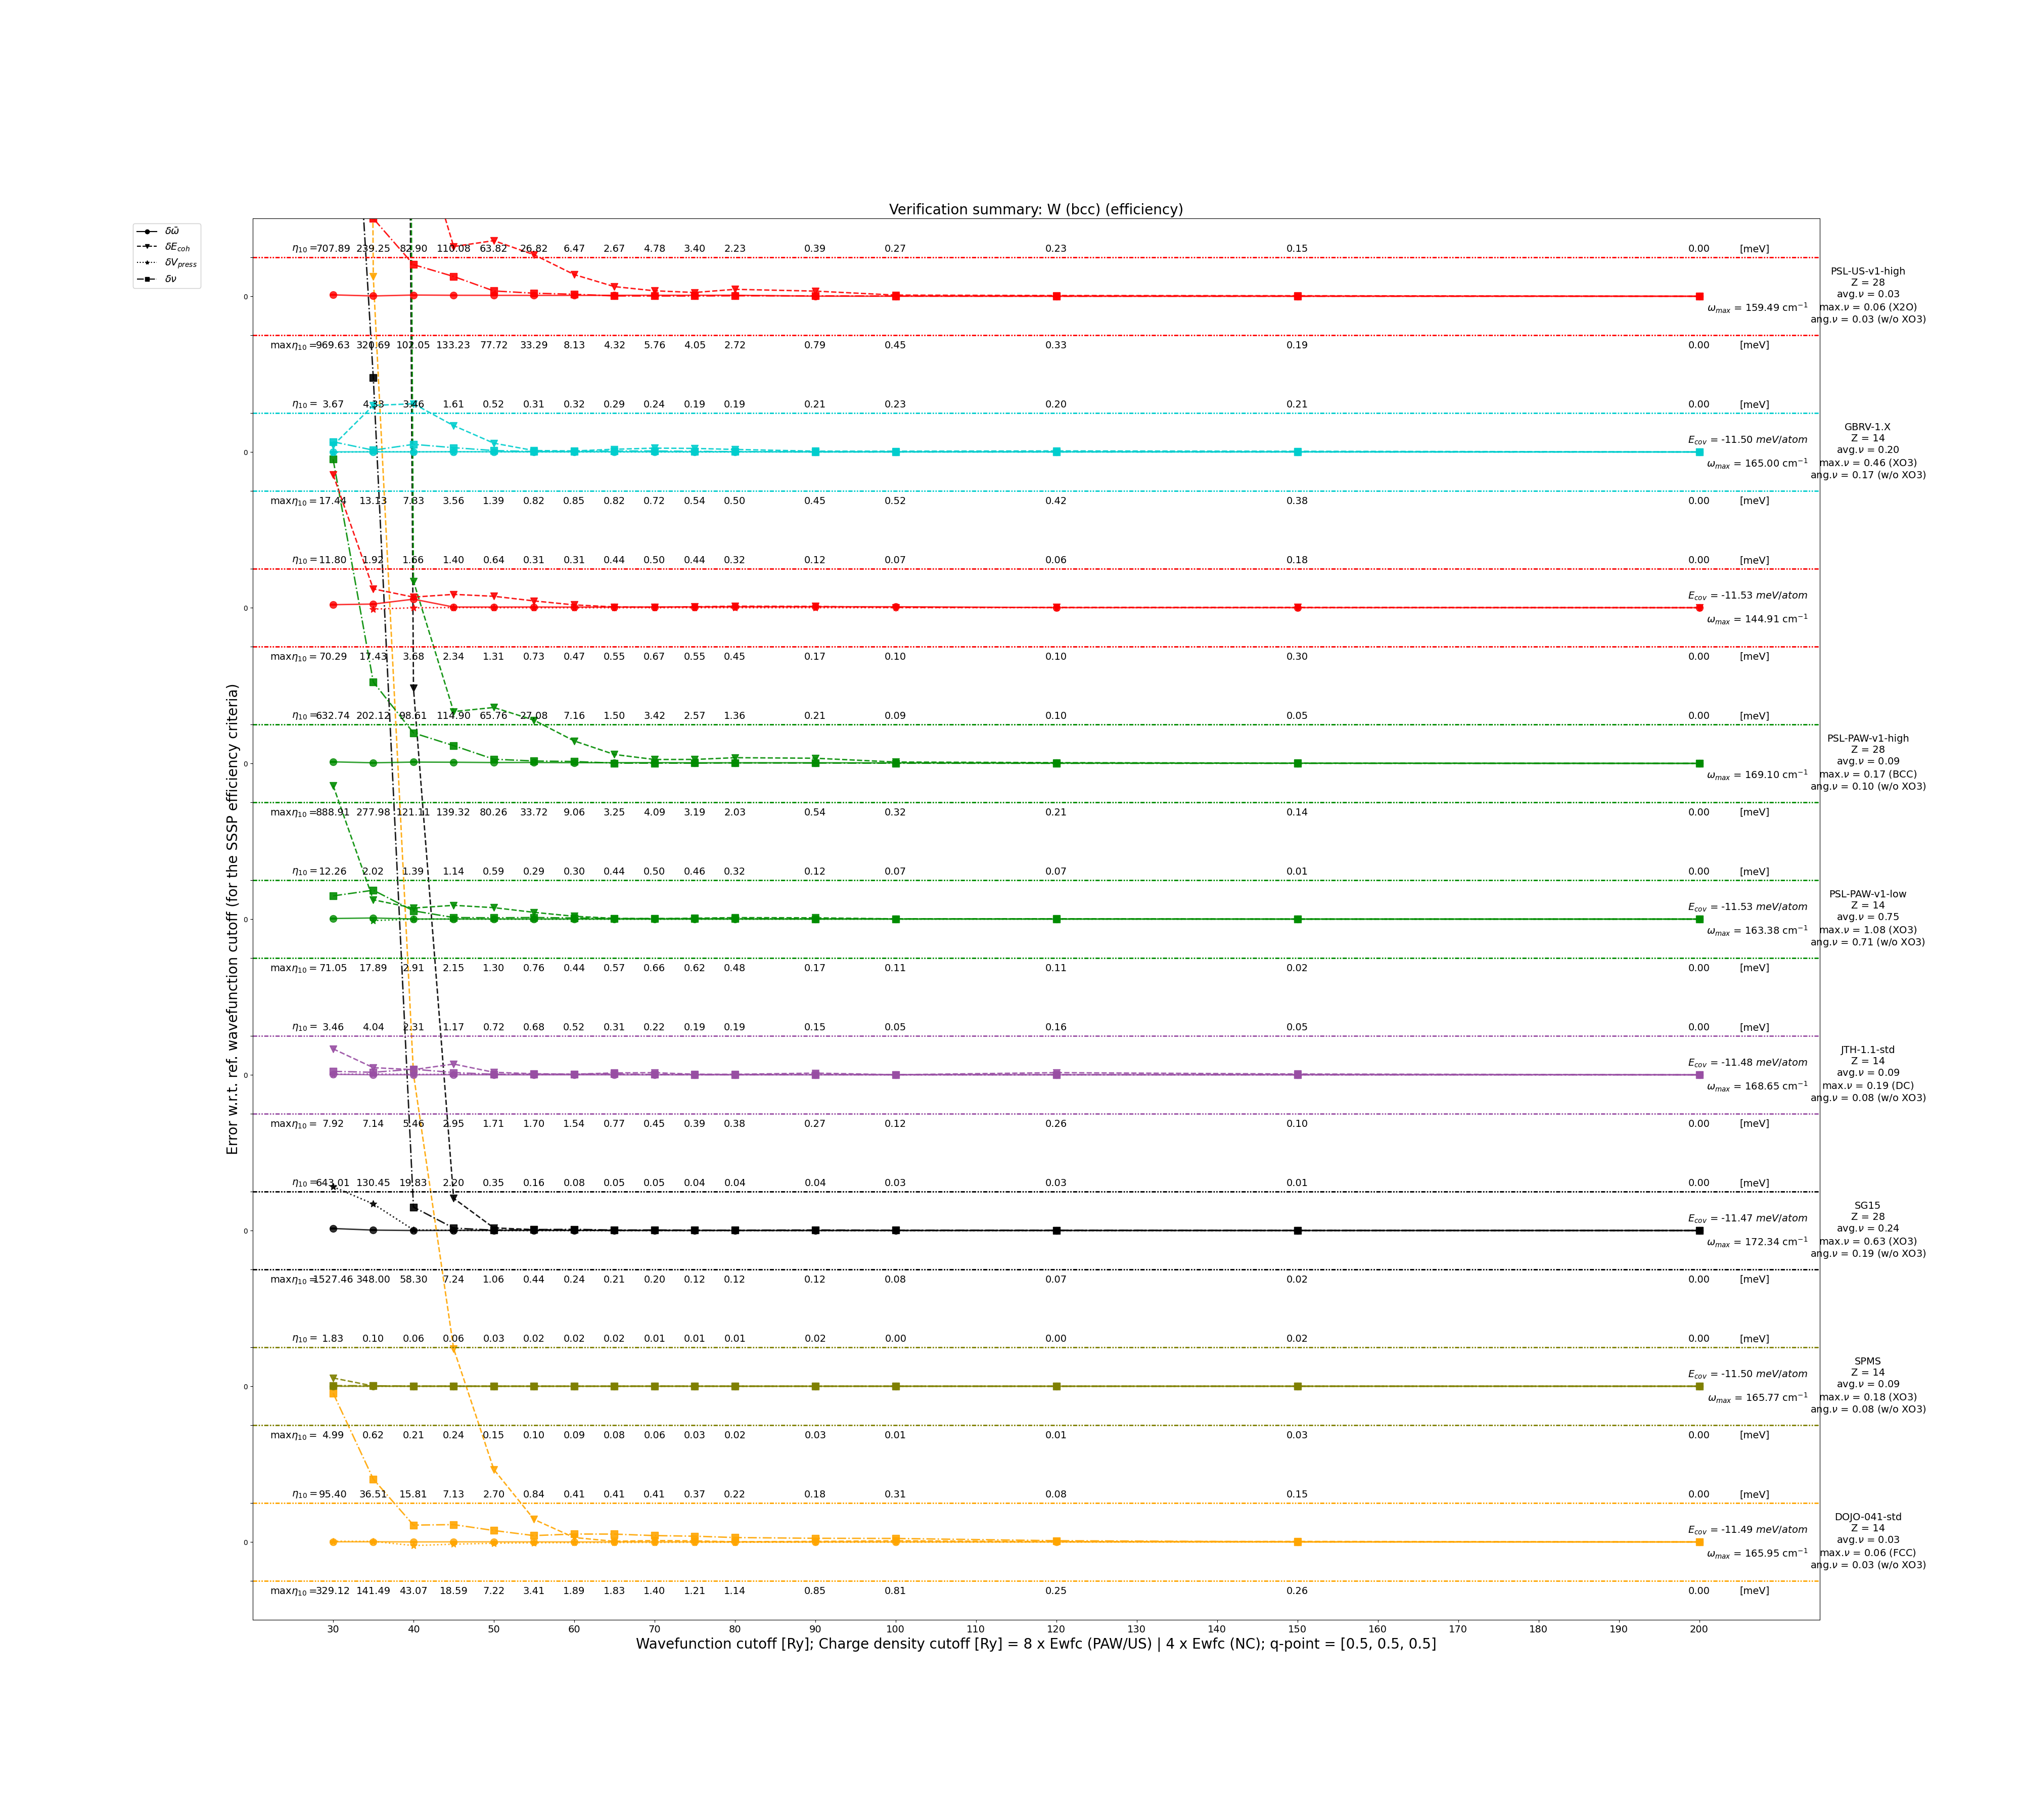 Verification summary: W (bcc) (efficiency)
δω̄
δE_coh
δV_press
δν
Error w.r.t. ref. wavefunction cutoff (for the SSSP efficiency criteria)
η₁₀ = 707.89 239.25 82.90 110.08 63.82 26.82 6.47 2.67 4.78 3.40 2.23 0.39 0.27 0.23 0.15 0.00 [meV]
0
ω_max = 159.49 cm⁻¹
PSL-US-v1-high
Z = 28
avg.ν = 0.03
max.ν = 0.06 (X2O)
ang.ν = 0.03 (w/o XO3)
maxη₁₀ = 969.63 320.69 102.05 133.23 77.72 33.29 8.13 4.32 5.76 4.05 2.72 0.79 0.45 0.33 0.19 0.00 [meV]
η₁₀ = 3.67 4.33 3.46 1.61 0.52 0.31 0.32 0.29 0.24 0.19 0.19 0.21 0.23 0.20 0.21 0.00 [meV]
0
E_cov = -11.50 meV/atom
ω_max = 165.00 cm⁻¹
GBRV-1.X
Z = 14
avg.ν = 0.20
max.ν = 0.46 (XO3)
ang.ν = 0.17 (w/o XO3)
maxη₁₀ = 17.44 13.13 7.83 3.56 1.39 0.82 0.85 0.82 0.72 0.54 0.50 0.45 0.52 0.42 0.38 0.00 [meV]
η₁₀ = 11.80 1.92 1.66 1.40 0.64 0.31 0.31 0.44 0.50 0.44 0.32 0.12 0.07 0.06 0.18 0.00 [meV]
0
E_cov = -11.53 meV/atom
ω_max = 144.91 cm⁻¹
maxη₁₀ = 70.29 17.43 3.68 2.34 1.31 0.73 0.47 0.55 0.67 0.55 0.45 0.17 0.10 0.10 0.30 0.00 [meV]
η₁₀ = 632.74 202.12 98.61 114.90 65.76 27.08 7.16 1.50 3.42 2.57 1.36 0.21 0.09 0.10 0.05 0.00 [meV]
0
ω_max = 169.10 cm⁻¹
PSL-PAW-v1-high
Z = 28
avg.ν = 0.09
max.ν = 0.17 (BCC)
ang.ν = 0.10 (w/o XO3)
maxη₁₀ = 888.91 277.98 121.11 139.32 80.26 33.72 9.06 3.25 4.09 3.19 2.03 0.54 0.32 0.21 0.14 0.00 [meV]
η₁₀ = 12.26 2.02 1.39 1.14 0.59 0.29 0.30 0.44 0.50 0.46 0.32 0.12 0.07 0.07 0.01 0.00 [meV]
0
E_cov = -11.53 meV/atom
ω_max = 163.38 cm⁻¹
PSL-PAW-v1-low
Z = 14
avg.ν = 0.75
max.ν = 1.08 (XO3)
ang.ν = 0.71 (w/o XO3)
maxη₁₀ = 71.05 17.89 2.91 2.15 1.30 0.76 0.44 0.57 0.66 0.62 0.48 0.17 0.11 0.11 0.02 0.00 [meV]
η₁₀ = 3.46 4.04 2.31 1.17 0.72 0.68 0.52 0.31 0.22 0.19 0.19 0.15 0.05 0.16 0.05 0.00 [meV]
0
E_cov = -11.48 meV/atom
ω_max = 168.65 cm⁻¹
JTH-1.1-std
Z = 14
avg.ν = 0.09
max.ν = 0.19 (DC)
ang.ν = 0.08 (w/o XO3)
maxη₁₀ = 7.92 7.14 5.46 2.95 1.71 1.70 1.54 0.77 0.45 0.39 0.38 0.27 0.12 0.26 0.10 0.00 [meV]
η₁₀ = 643.01 130.45 19.83 2.20 0.35 0.16 0.08 0.05 0.05 0.04 0.04 0.04 0.03 0.03 0.01 0.00 [meV]
0
E_cov = -11.47 meV/atom
ω_max = 172.34 cm⁻¹
SG15
Z = 28
avg.ν = 0.24
max.ν = 0.63 (XO3)
ang.ν = 0.19 (w/o XO3)
maxη₁₀ = 1527.46 348.00 58.30 7.24 1.06 0.44 0.24 0.21 0.20 0.12 0.12 0.12 0.08 0.07 0.02 0.00 [meV]
η₁₀ = 1.83 0.10 0.06 0.06 0.03 0.02 0.02 0.02 0.01 0.01 0.01 0.02 0.00 0.00 0.02 0.00 [meV]
0
E_cov = -11.50 meV/atom
ω_max = 165.77 cm⁻¹
SPMS
Z = 14
avg.ν = 0.09
max.ν = 0.18 (XO3)
ang.ν = 0.08 (w/o XO3)
maxη₁₀ = 4.99 0.62 0.21 0.24 0.15 0.10 0.09 0.08 0.06 0.03 0.02 0.03 0.01 0.01 0.03 0.00 [meV]
η₁₀ = 95.40 36.51 15.81 7.13 2.70 0.84 0.41 0.41 0.41 0.37 0.22 0.18 0.31 0.08 0.15 0.00 [meV]
0
E_cov = -11.49 meV/atom
ω_max = 165.95 cm⁻¹
DOJO-041-std
Z = 14
avg.ν = 0.03
max.ν = 0.06 (FCC)
ang.ν = 0.03 (w/o XO3)
maxη₁₀ = 329.12 141.49 43.07 18.59 7.22 3.41 1.89 1.83 1.40 1.21 1.14 0.85 0.81 0.25 0.26 0.00 [meV]
30 40 50 60 70 80 90 100 110 120 130 140 150 160 170 180 190 200
Wavefunction cutoff [Ry]; Charge density cutoff [Ry] = 8 x Ewfc (PAW/US) | 4 x Ewfc (NC); q-point = [0.5, 0.5, 0.5]